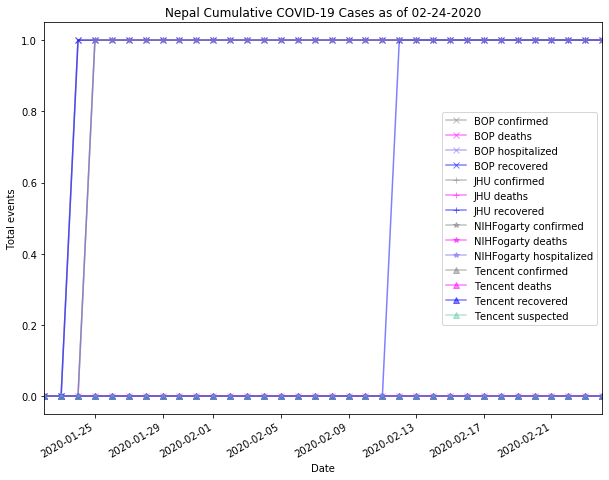 Nepal Cumulative COVID-19 Cases as of 02-24-2020
1.0
0.8
0.6
0.4
0.2
0.0
Total events
BOP confirmed
BOP deaths
BOP hospitalized
BOP recovered
JHU confirmed
JHU deaths
JHU recovered
NIHFogarty confirmed
NIHFogarty deaths
NIHFogarty hospitalized
Tencent confirmed
Tencent deaths
Tencent recovered
Tencent suspected
2020-01-25
2020-01-29
2020-02-01
2020-02-05
2020-02-09
2020-02-13
2020-02-17
2020-02-21
Date